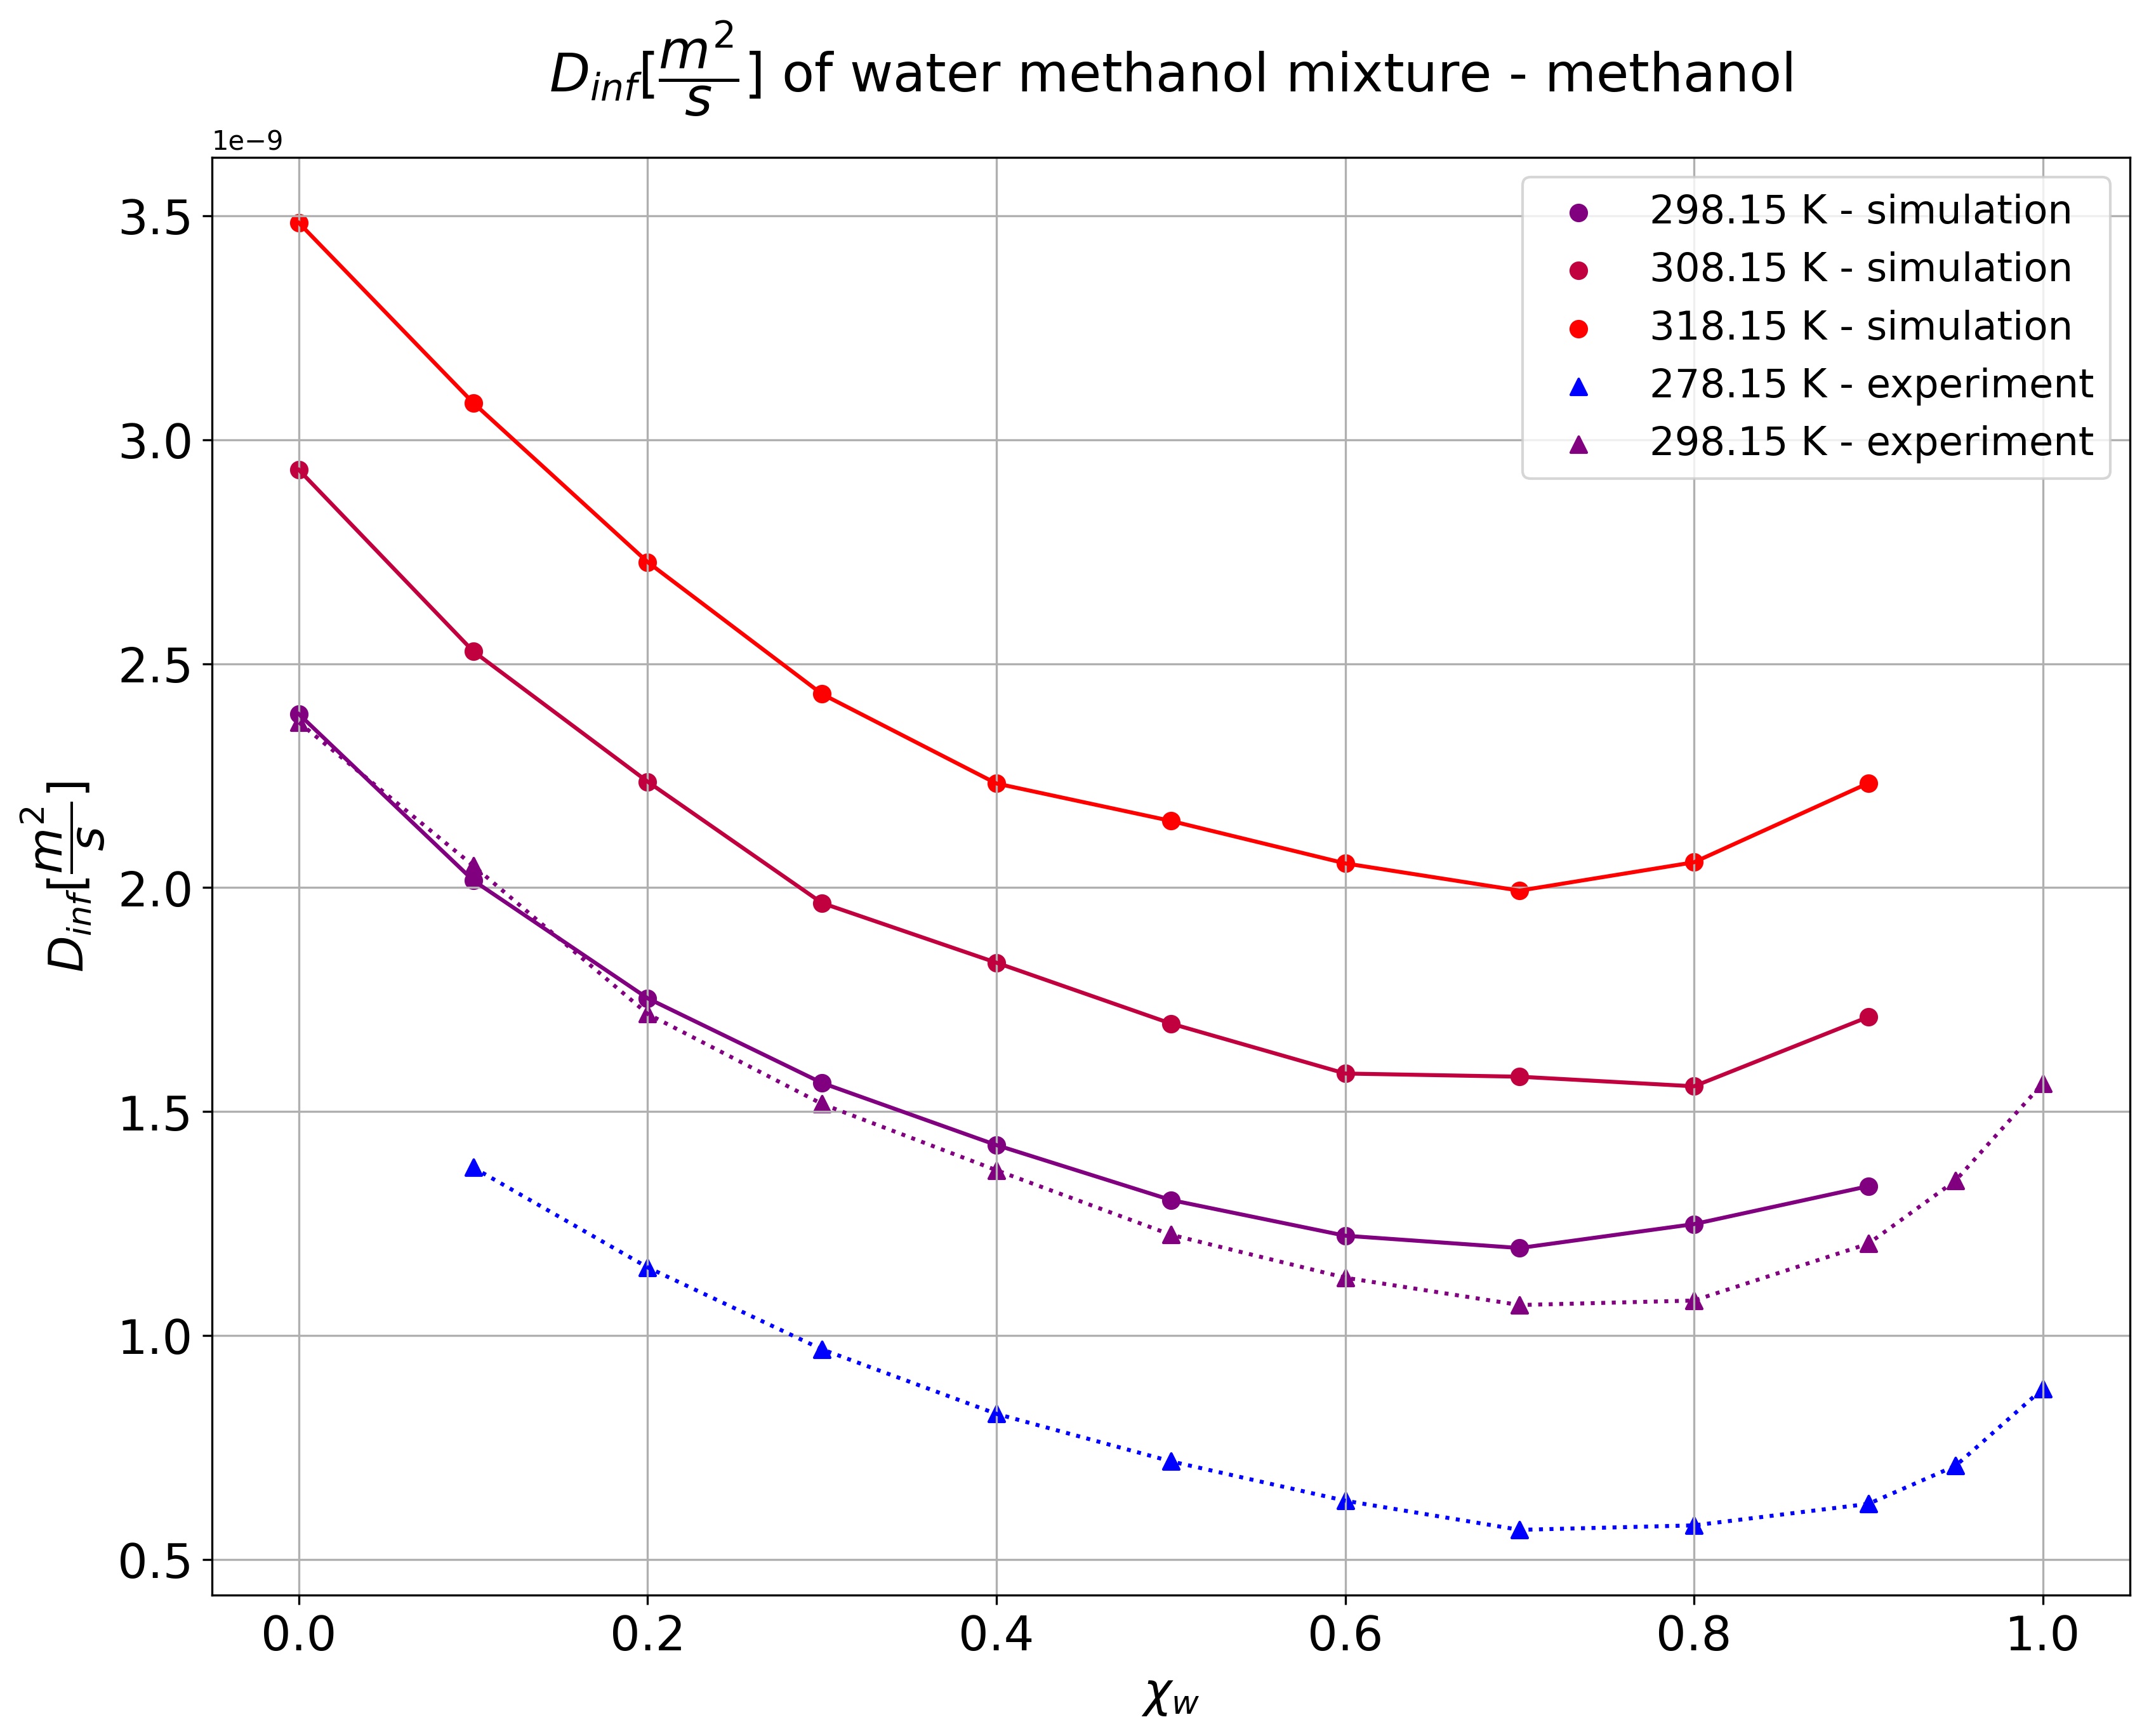 D_inf[m²/s] of water methanol mixture - methanol
1e−9
3.5
3.0
2.5
2.0
1.5
1.0
0.5
D_inf[m²/s]
298.15 K - simulation
308.15 K - simulation
318.15 K - simulation
278.15 K - experiment
298.15 K - experiment
0.0 0.2 0.4 0.6 0.8 1.0
χ_w